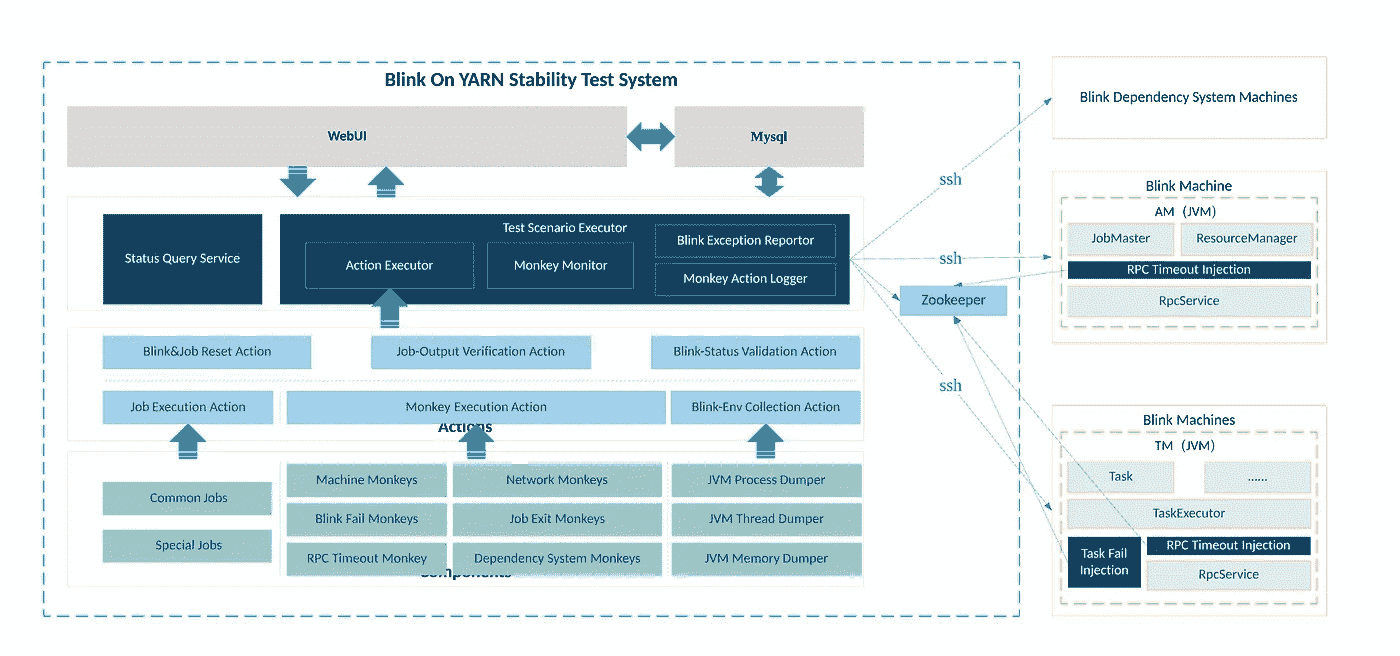 Blink On YARN Stability Test System
WebUI
Mysql
Status Query Service
Test Scenario Executor
Action Executor
Monkey Monitor
Blink Exception Reportor
Monkey Action Logger
Blink&Job Reset Action
Job-Output Verification Action
Blink-Status Validation Action
Job Execution Action
Monkey Execution Action
Blink-Env Collection Action
Actions
Common Jobs
Special Jobs
Machine Monkeys
Network Monkeys
JVM Process Dumper
Blink Fail Monkeys
Job Exit Monkeys
JVM Thread Dumper
RPC Timeout Monkey
Dependency System Monkeys
JVM Memory Dumper
Components
ssh
ssh
ssh
Zookeeper
Blink Dependency System Machines
Blink Machine
AM (JVM)
JobMaster
ResourceManager
RPC Timeout Injection
RpcService
Blink Machines
TM (JVM)
Task
......
TaskExecutor
Task Fail
Injection
RPC Timeout Injection
RpcService